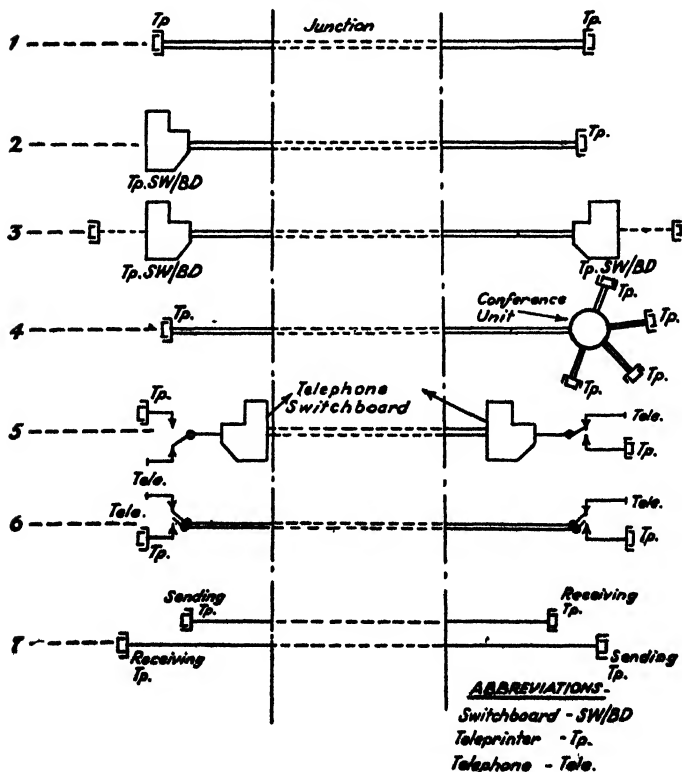 Tp
Junction
Tp.
1
2
Tp.
Tp. SW/BD
3
Tp. SW/BD
Tp. SW/BD
Tp.
4
Tp.
Conference
Unit
Tp.
Tp.
Tp.
Tp.
Telephone
Switchboard
5
Tele.
Tele.
Tp.
6
Tele.
Tp.
Tele.
Tp.
Sending
Tp.
Receiving
Tp.
7
Receiving
Tp.
Sending
Tp.
ABBREVIATIONS-
Switchboard - SW/BD
Teleprinter - Tp.
Telephone - Tele.